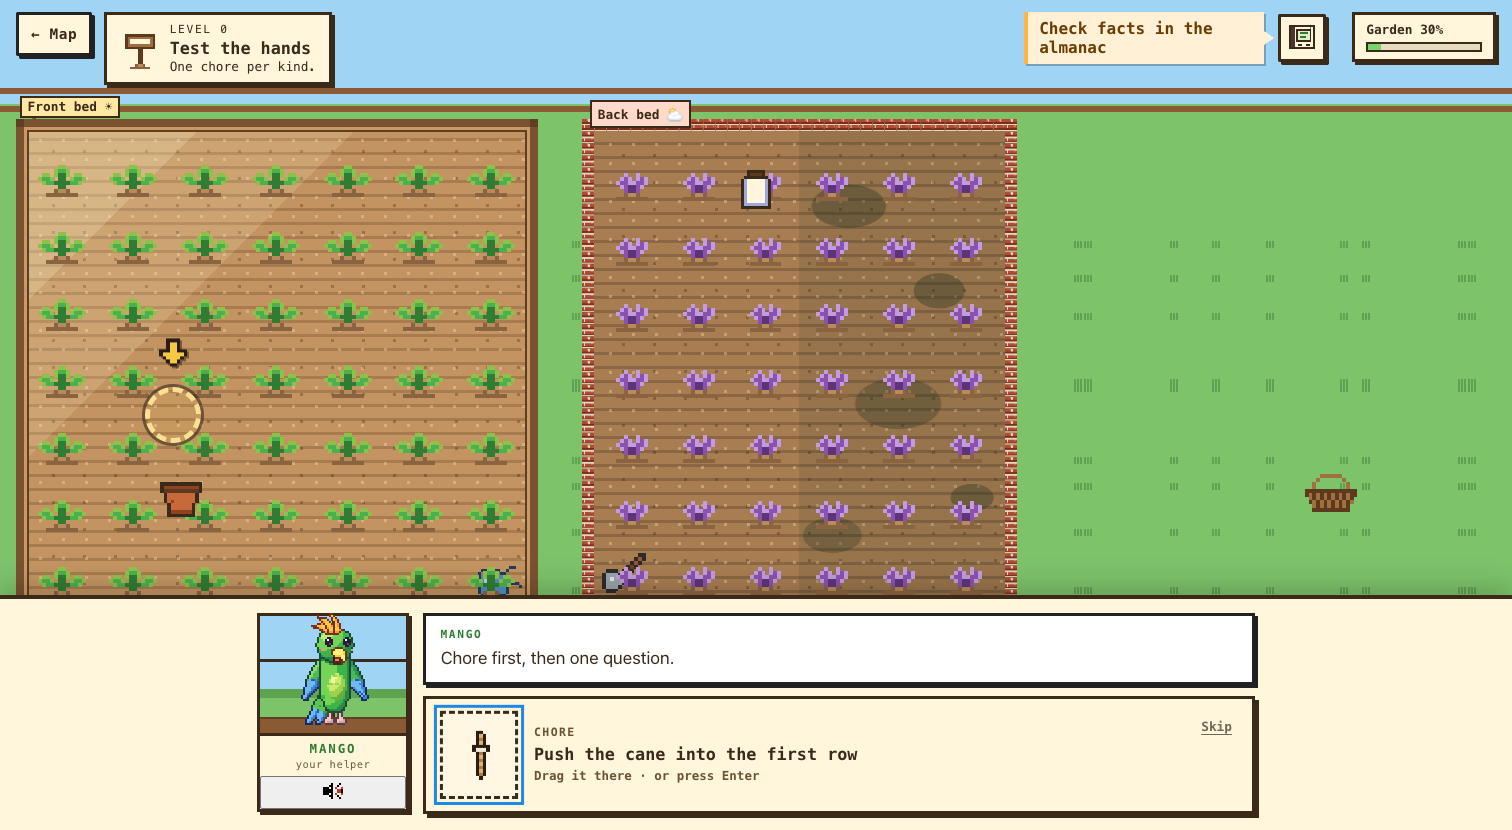 ← Map
LEVEL 0
Test the hands
One chore per kind.
Check facts in the
almanac
Garden 30%
Front bed ☀
Back bed ⛅
MANGO
Chore first, then one question.
MANGO
your helper
CHORE
Push the cane into the first row
Drag it there · or press Enter
Skip